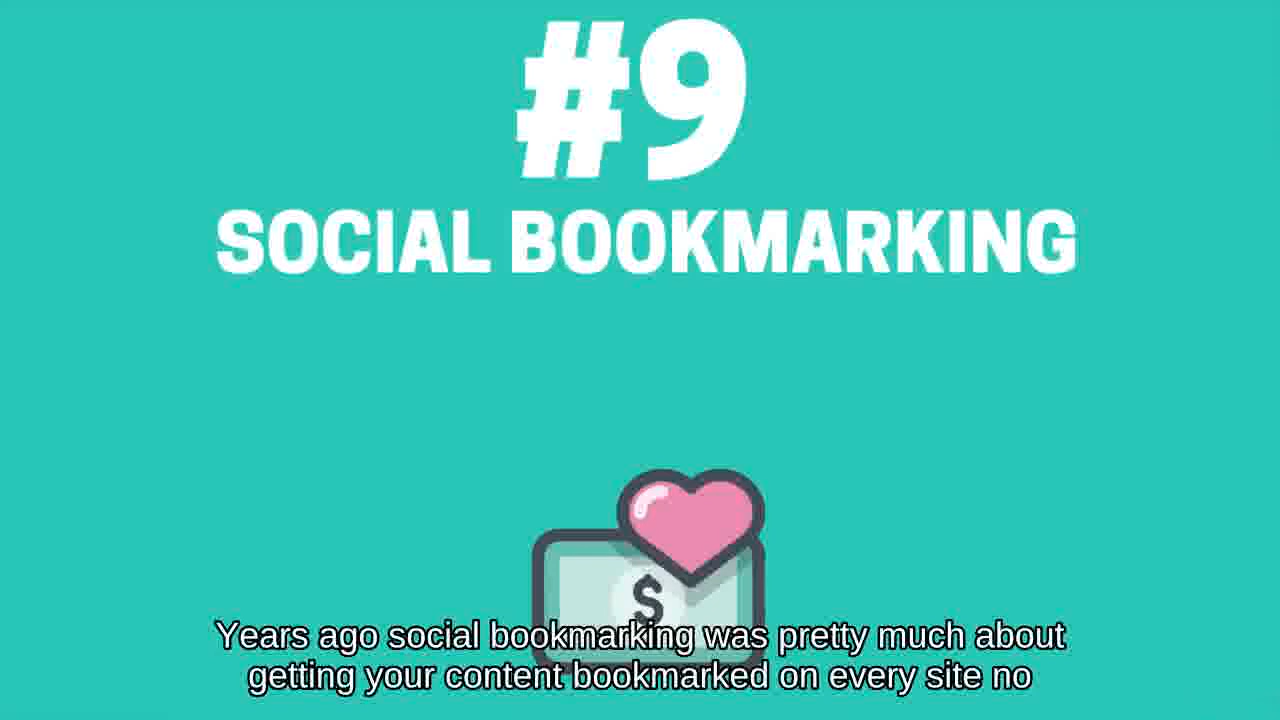 #9
SOCIAL BOOKMARKING
$
Years ago social bookmarking was pretty much about
getting your content bookmarked on every site no